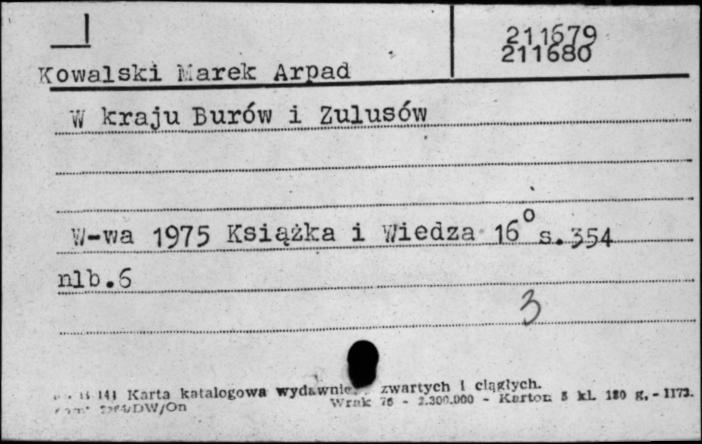 211679
211680
Kowalski Marek Arpad
W kraju Burów i Zulusów
W-wa 1975 Książka i Wiedza 16° s.354
nlb.6
3
141 Karta katalogowa zwartych i ciągłych.
Wrak 76 - 2.300.000 - Karton 5 kl. 180 g. - 1173.